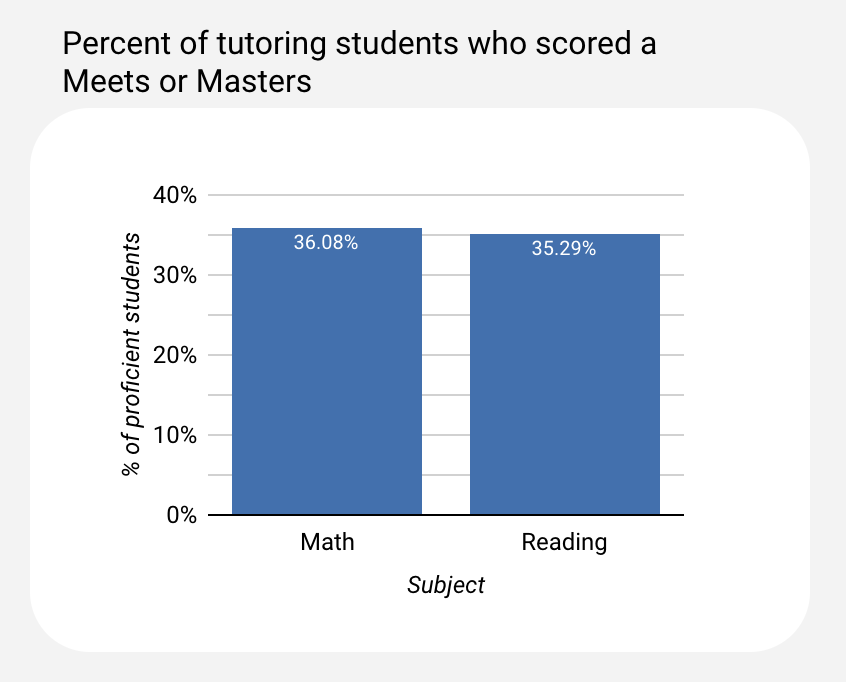 Percent of tutoring students who scored a
Meets or Masters
% of proficient students
40%
30%
20%
10%
0%
36.08%
35.29%
Math
Reading
Subject